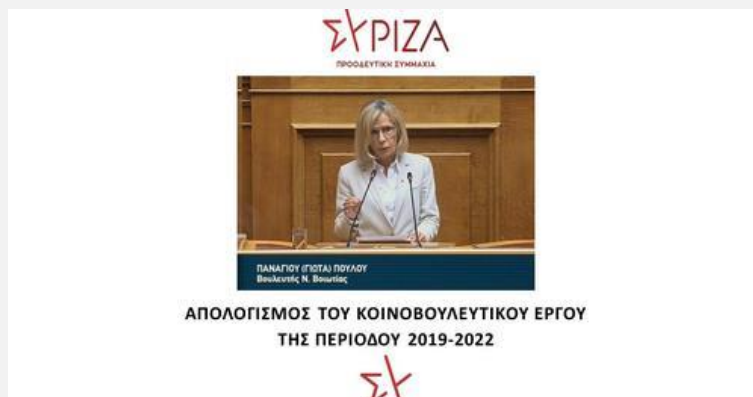 ΣΥΡΙΖΑ
ΠΡΟΟΔΕΥΤΙΚΗ ΣΥΜΜΑΧΙΑ
ΠΑΝΑΓΙΟΥ (ΓΙΩΤΑ) ΠΟΥΛΟΥ
Βουλευτής Ν. Βοιωτίας
ΑΠΟΛΟΓΙΣΜΟΣ ΤΟΥ ΚΟΙΝΟΒΟΥΛΕΥΤΙΚΟΥ ΕΡΓΟΥ
ΤΗΣ ΠΕΡΙΟΔΟΥ 2019-2022